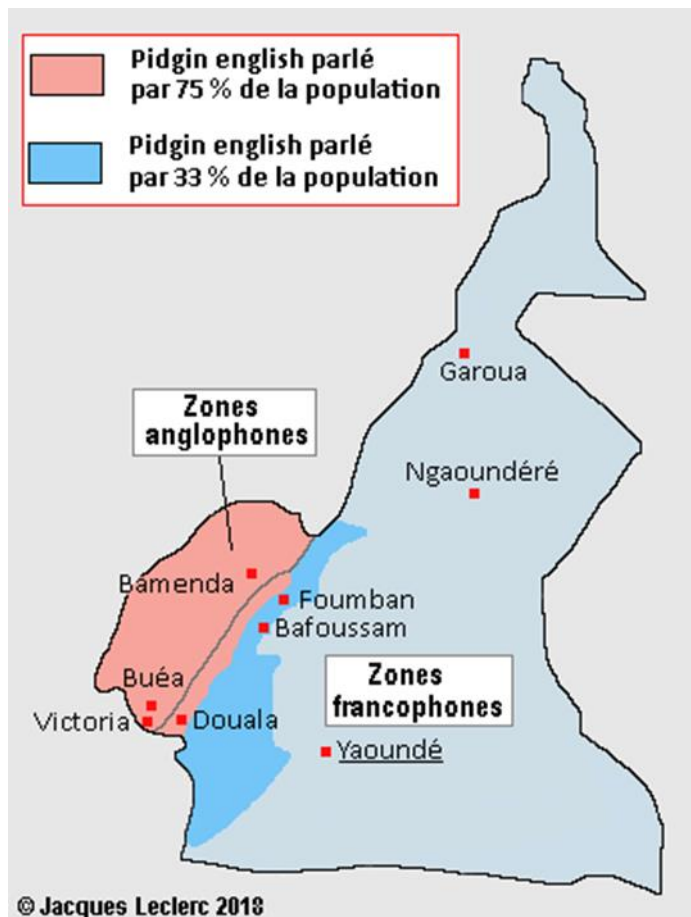 Pidgin english parlé
par 75 % de la population
Pidgin english parlé
par 33 % de la population
Garoua
Zones
anglophones
Ngaoundéré
Bamenda
Foumban
Bafoussam
Zones
francophones
Buéa
Victoria
Douala
Yaoundé
© Jacques Leclerc 2018